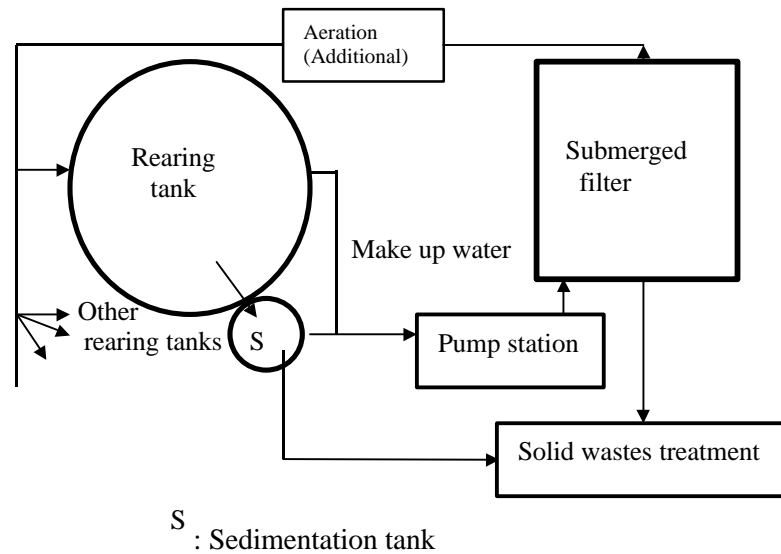 Aeration
(Additional)
Rearing
tank
Submerged
filter
Make up water
Other
rearing tanks
S
Pump station
Solid wastes treatment
S
: Sedimentation tank